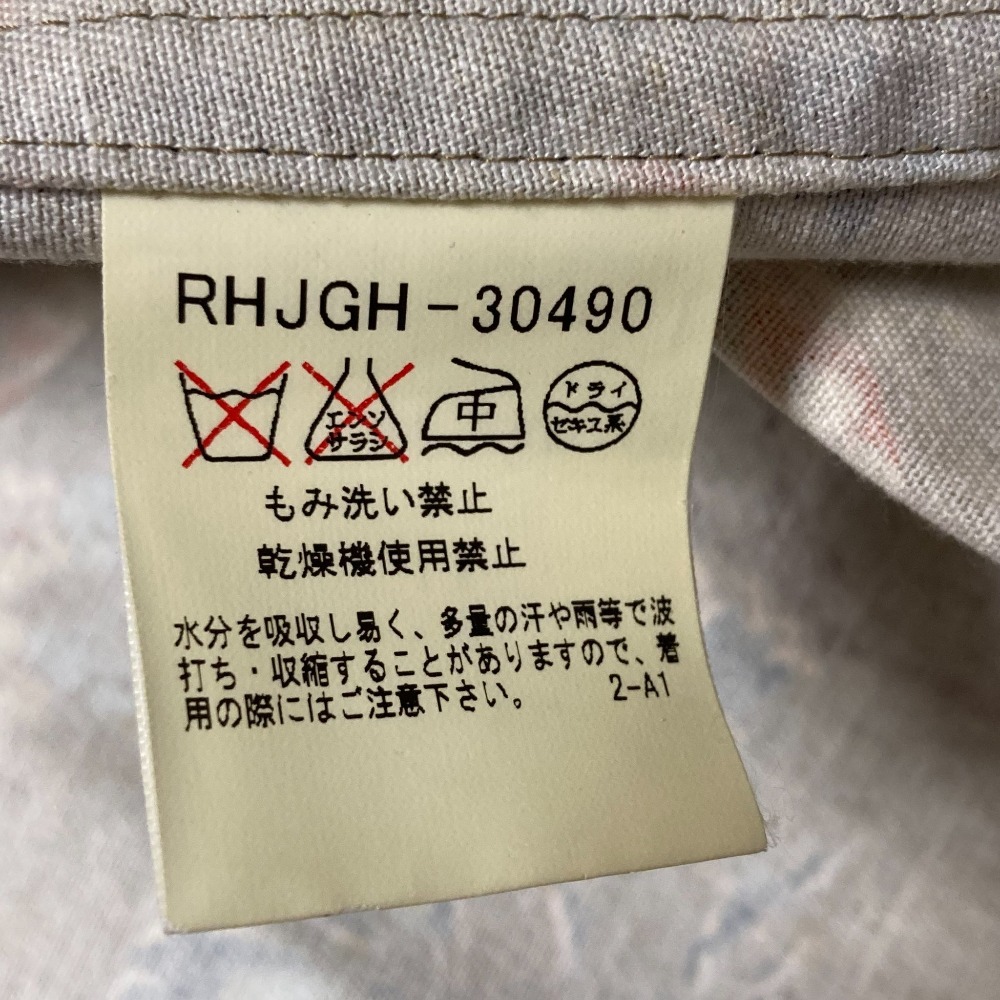 RHJGH-30490
エンソ
サラシ
中
ドライ
セキユ系
もみ洗い禁止
乾燥機使用禁止
水分を吸収し易く、多量の汗や雨等で波
打ち・収縮することがありますので、着
用の際にはご注意下さい。 2-A1